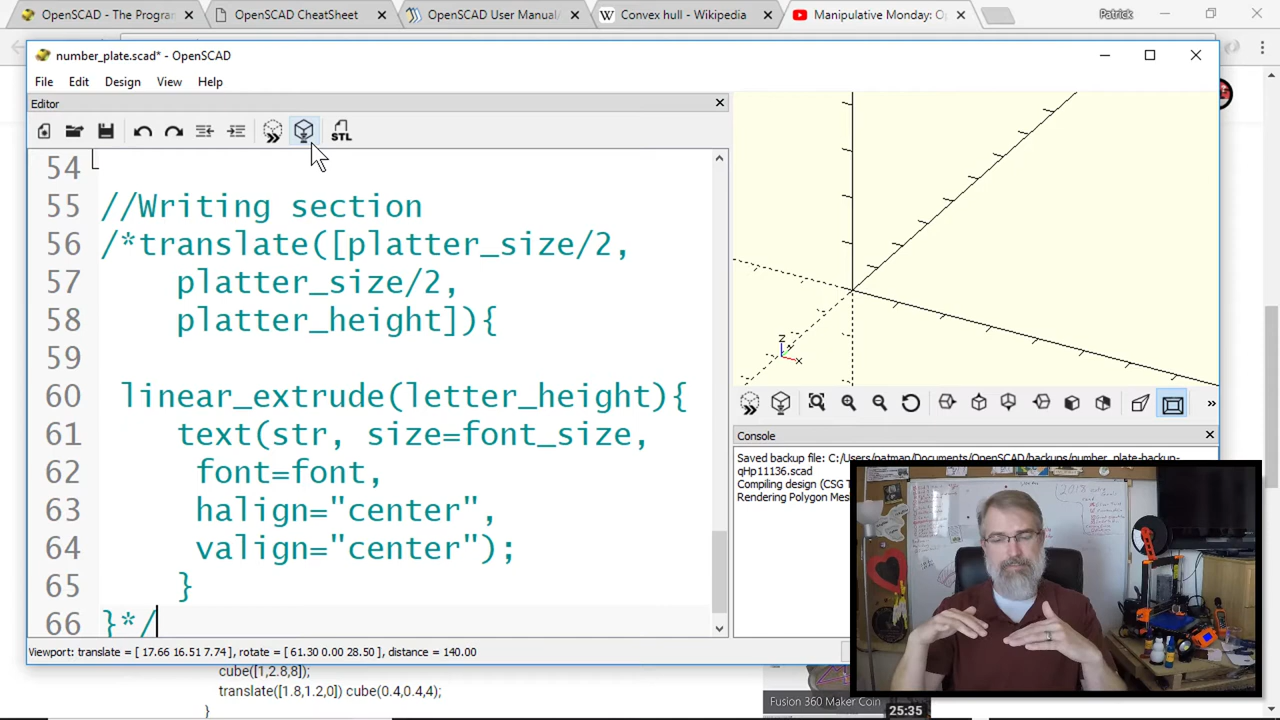 OpenSCAD - The Program
OpenSCAD CheatSheet
OpenSCAD User Manual/
Convex hull - Wikipedia
Manipulative Monday: O
Patrick
number_plate.scad* - OpenSCAD
File Edit Design View Help
Editor
STL
54
55 //Writing section
56 /*translate([platter_size/2,
57 platter_size/2,
58 platter_height]){
59
60 linear_extrude(letter_height){
61 text(str, size=font_size,
62 font=font,
63 halign="center",
64 valign="center");
65 }
66 }*/
Z
x
Console
Saved backup file: C:/Users/patman/Documents/OpenSCAD/backups/number_plate-backup-
qHp11136.scad
Compiling design (CSG T
Rendering Polygon Mes
Viewport: translate = [ 17.66 16.51 7.74 ], rotate = [ 61.30 0.00 28.50 ], distance = 140.00
cube([1,2.8,8]);
translate([1.8,1.2,0]) cube(0.4,0.4,4);
}
Fusion 360 Maker Coin
25:35